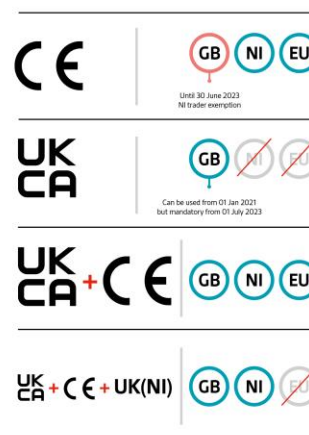 CE GB NI EU
Until 30 June 2023
NI trader exemption
UK
CA
GB NI EU
Can be used from 01 Jan 2021
but mandatory from 01 July 2023
UK
CA + CE GB NI EU
UK
CA + CE + UK(NI) GB NI EU